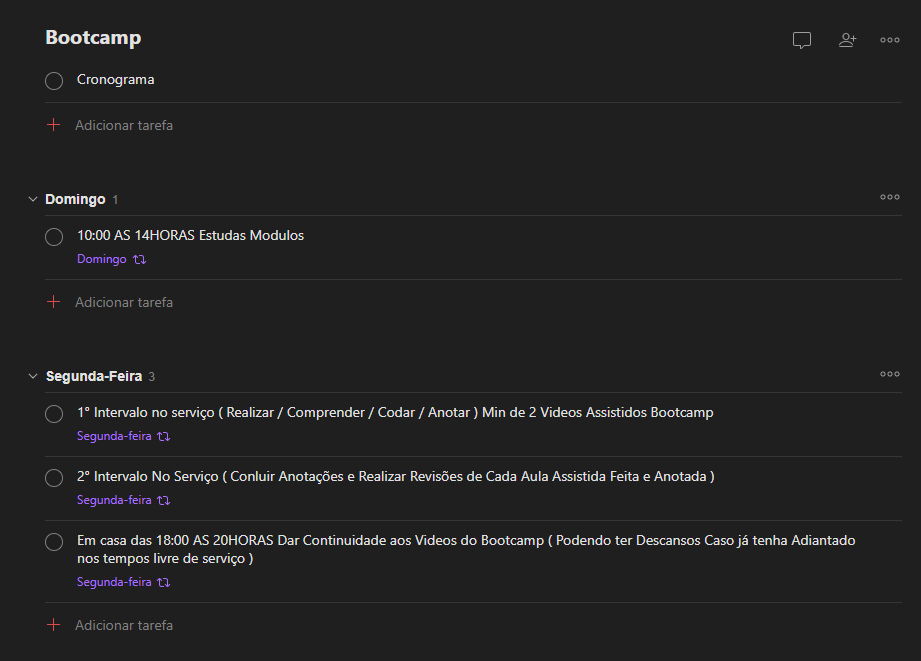 Bootcamp
Cronograma
Adicionar tarefa
Domingo 1
10:00 AS 14HORAS Estudas Modulos
Domingo
Adicionar tarefa
Segunda-Feira 3
1° Intervalo no serviço ( Realizar / Comprender / Codar / Anotar ) Min de 2 Videos Assistidos Bootcamp
Segunda-feira
2° Intervalo No Serviço ( Conluir Anotações e Realizar Revisões de Cada Aula Assistida Feita e Anotada )
Segunda-feira
Em casa das 18:00 AS 20HORAS Dar Continuidade aos Videos do Bootcamp ( Podendo ter Descansos Caso já tenha Adiantado
nos tempos livre de serviço )
Segunda-feira
Adicionar tarefa